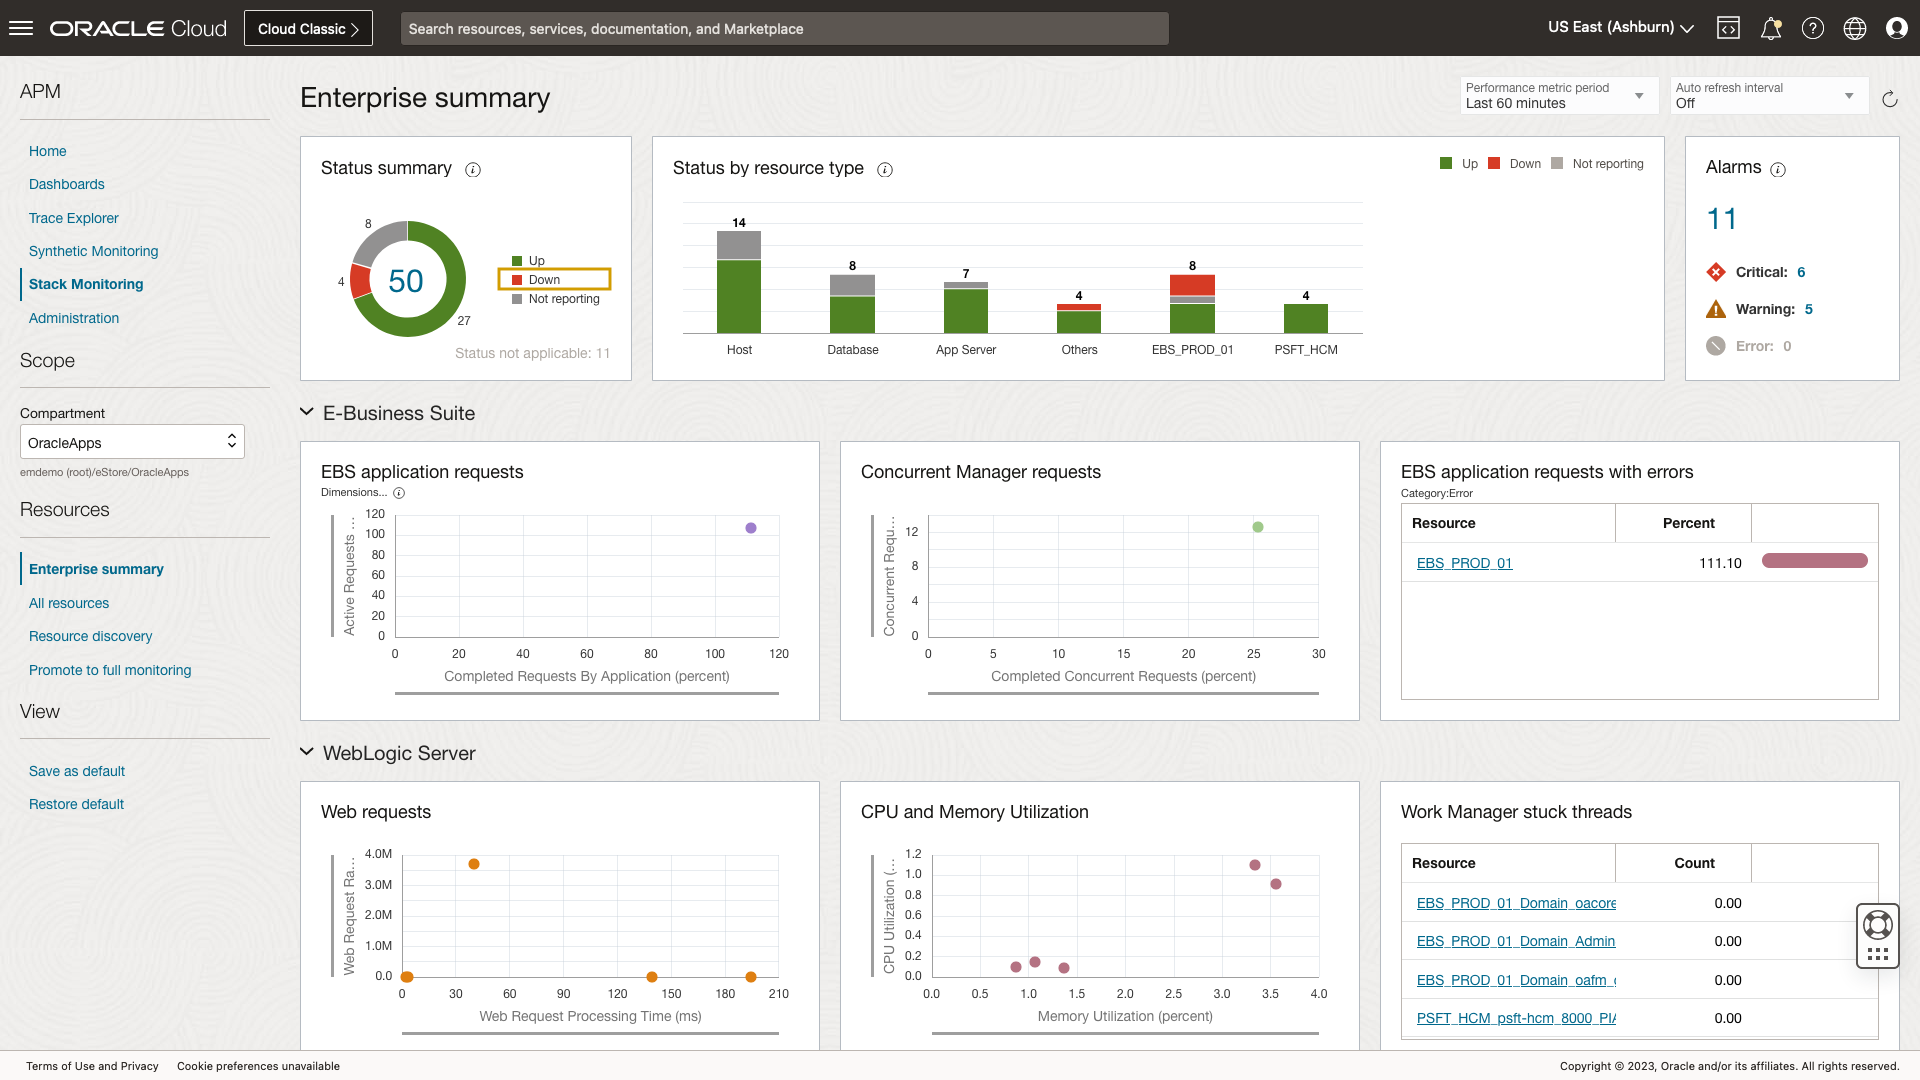 ORACLE Cloud
Cloud Classic
Search resources, services, documentation, and Marketplace
US East (Ashburn)
APM
Home
Dashboards
Trace Explorer
Synthetic Monitoring
Stack Monitoring
Administration
Scope
Compartment
OracleApps
emdemo (root)/eStore/OracleApps
Resources
Enterprise summary
All resources
Resource discovery
Promote to full monitoring
View
Save as default
Restore default
Enterprise summary
Performance metric period
Last 60 minutes
Auto refresh interval
Off
Status summary
8
4
50
27
Up
Down
Not reporting
Status not applicable: 11
Status by resource type
Up Down Not reporting
14
8
7
4
8
4
Host Database App Server Others EBS_PROD_01 PSFT_HCM
Alarms
11
Critical: 6
Warning: 5
Error: 0
E-Business Suite
EBS application requests
Dimensions...
Active Requests ...
120
100
80
60
40
20
0
0 20 40 60 80 100 120
Completed Requests By Application (percent)
Concurrent Manager requests
Concurrent Requ...
12
8
4
0
0 5 10 15 20 25 30
Completed Concurrent Requests (percent)
EBS application requests with errors
Category:Error
Resource Percent
EBS_PROD_01 111.10
WebLogic Server
Web requests
Web Request Ra...
4.0M
3.0M
2.0M
1.0M
0.0
0 30 60 90 120 150 180 210
Web Request Processing Time (ms)
CPU and Memory Utilization
CPU Utilization (...
1.2
1.0
0.8
0.6
0.4
0.2
0.0
0.0 0.5 1.0 1.5 2.0 2.5 3.0 3.5 4.0
Memory Utilization (percent)
Work Manager stuck threads
Resource Count
EBS_PROD_01_Domain_oacore 0.00
EBS_PROD_01_Domain_Admin 0.00
EBS_PROD_01_Domain_oafm_ 0.00
PSFT_HCM_psft-hcm_8000_PIA 0.00
Terms of Use and Privacy Cookie preferences unavailable
Copyright © 2023, Oracle and/or its affiliates. All rights reserved.